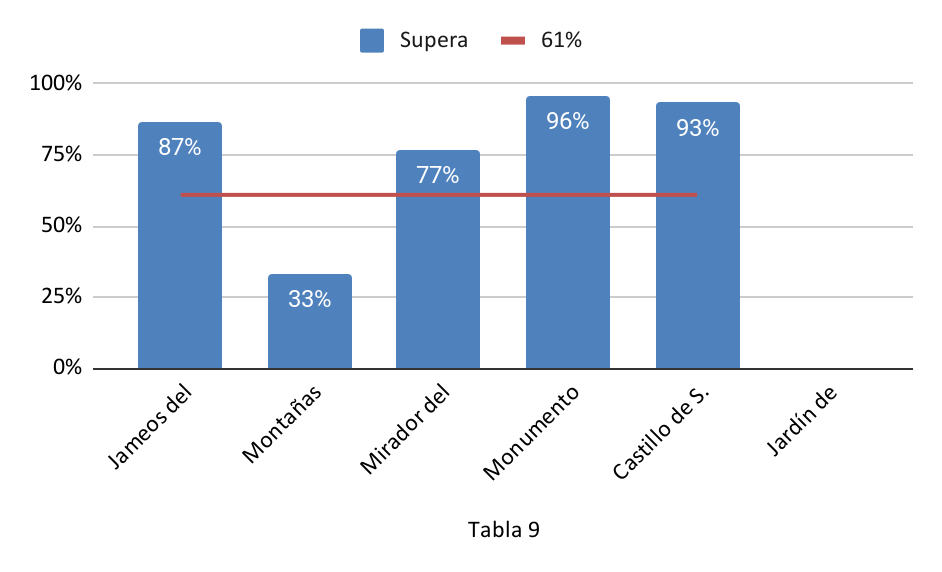 Supera 61%
100%
75%
50%
25%
0%
87%
33%
77%
96%
93%
Jameos del
Montañas
Mirador del
Monumento
Castillo de S.
Jardín de
Tabla 9